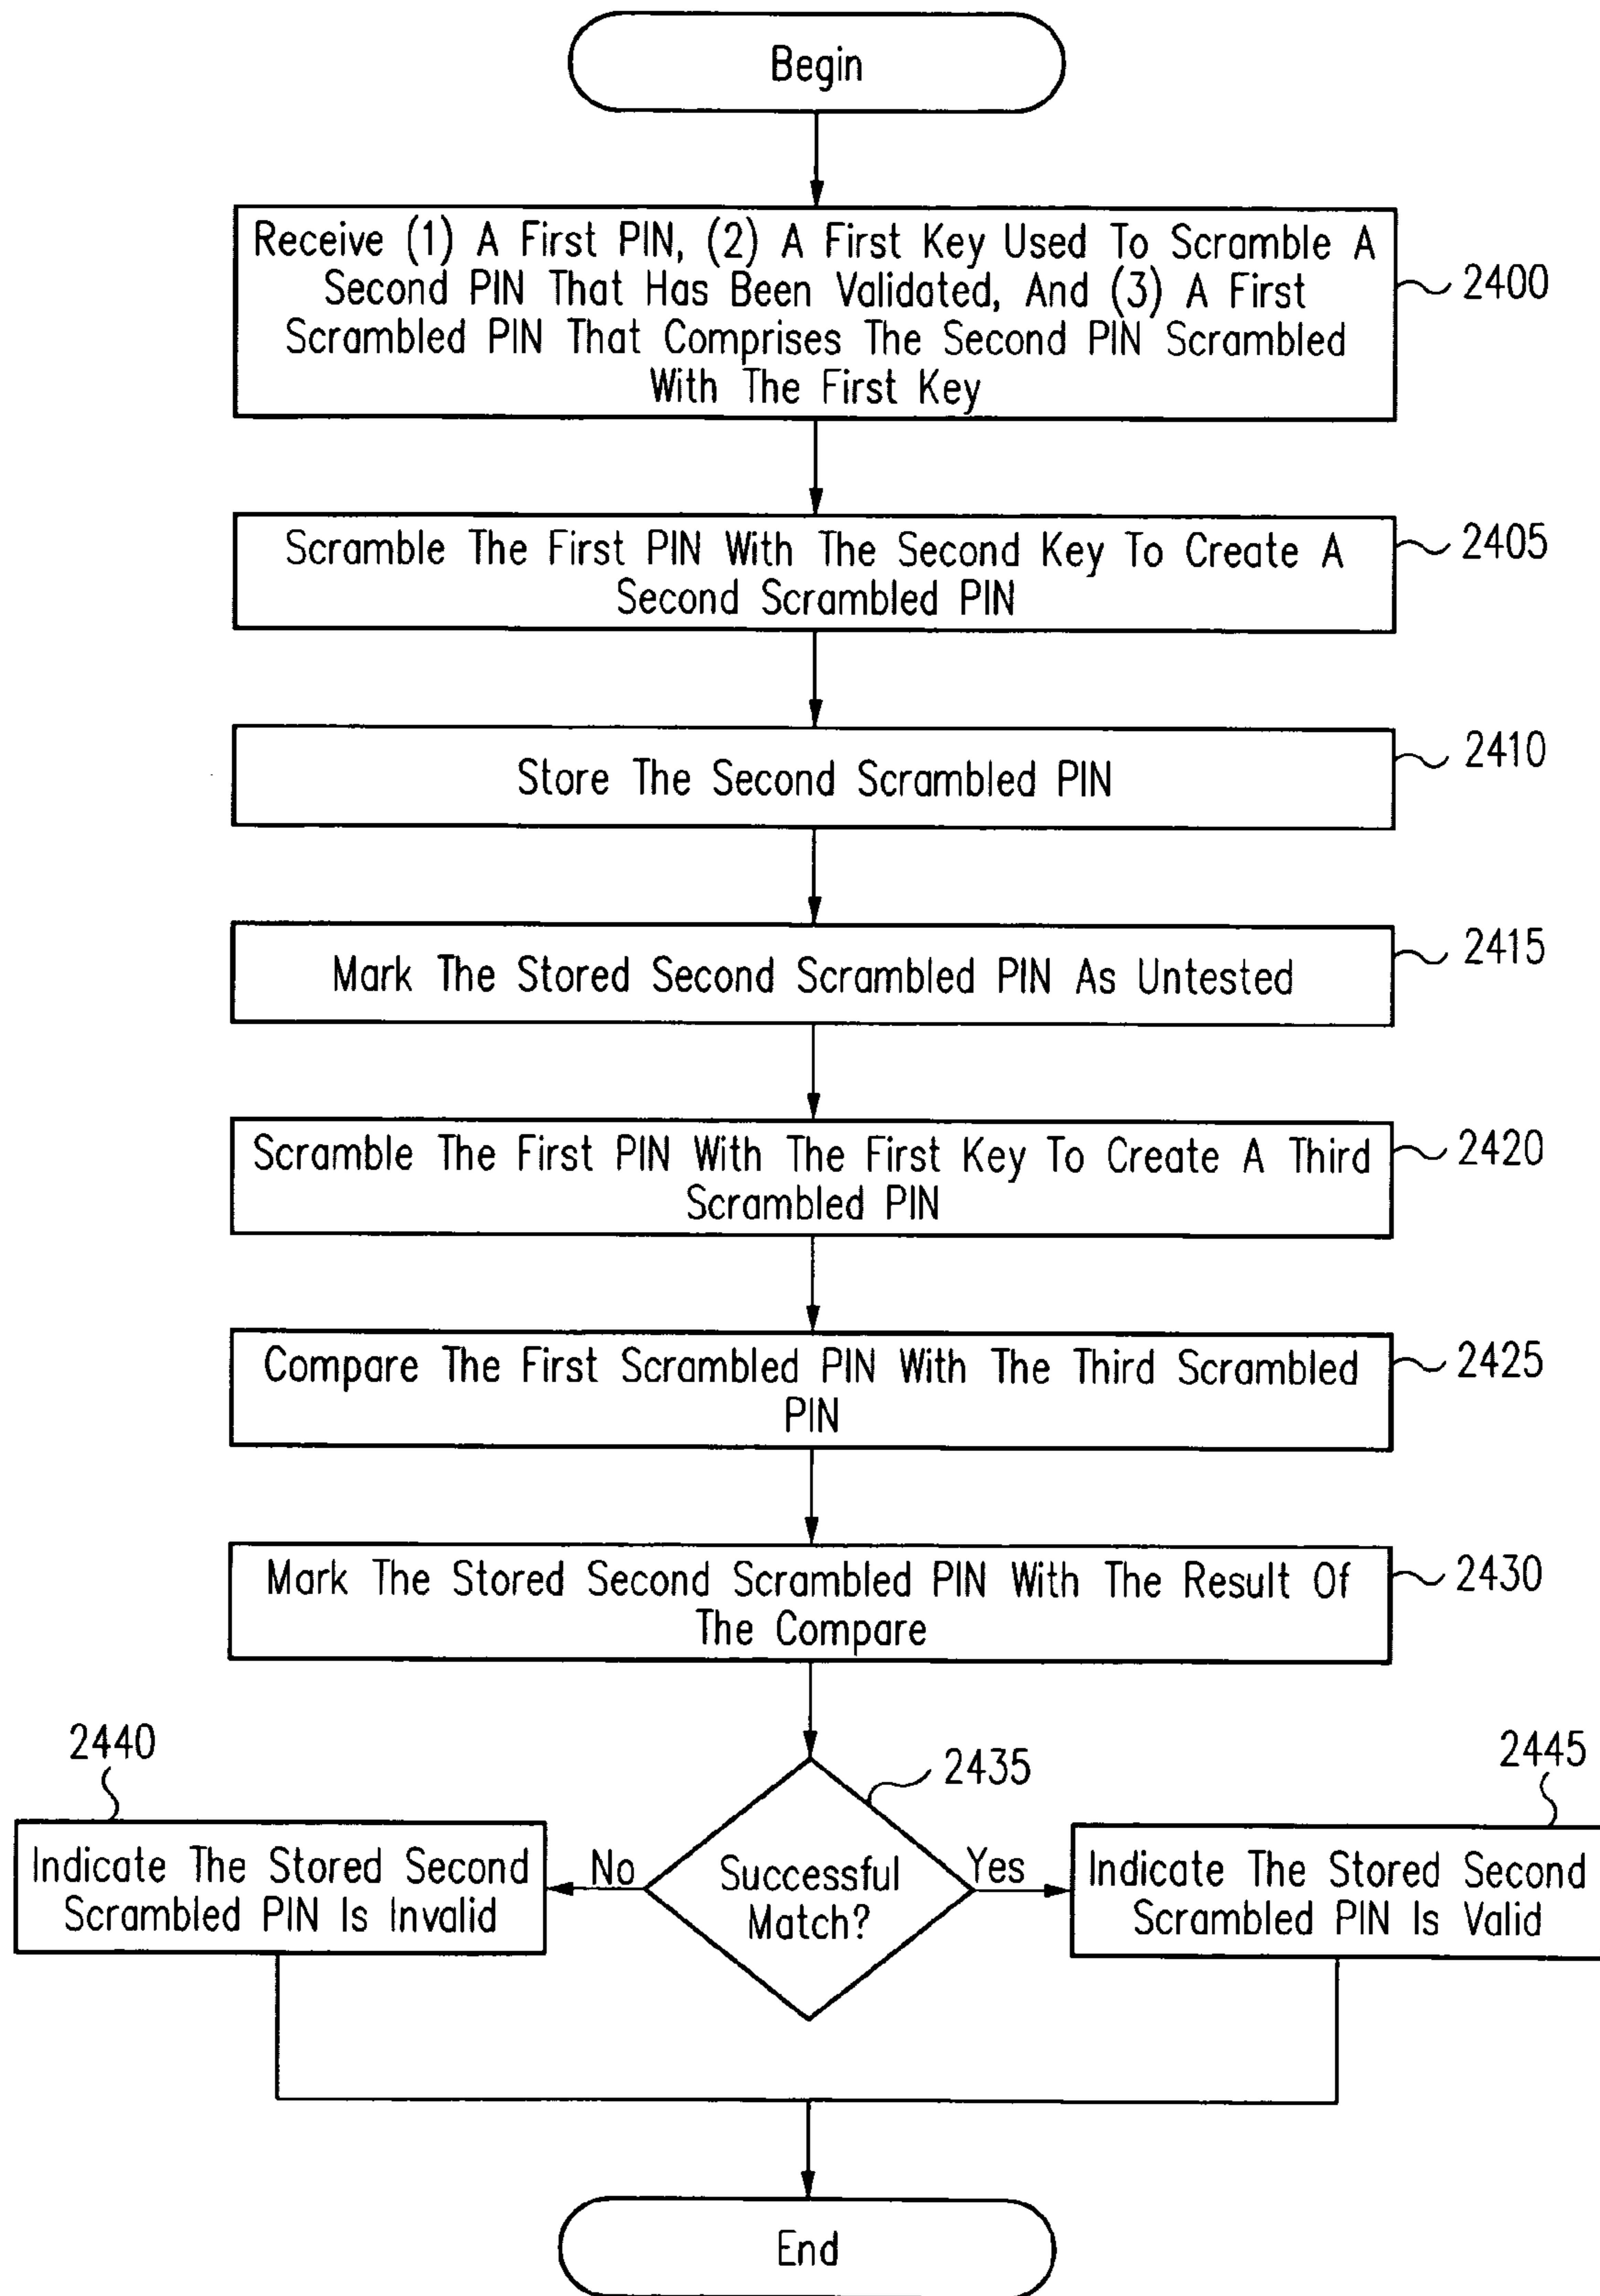 Begin
Receive (1) A First PIN, (2) A First Key Used To Scramble A
Second PIN That Has Been Validated, And (3) A First
Scrambled PIN That Comprises The Second PIN Scrambled
With The First Key
2400
Scramble The First PIN With The Second Key To Create A
Second Scrambled PIN
2405
Store The Second Scrambled PIN
2410
Mark The Stored Second Scrambled PIN As Untested
2415
Scramble The First PIN With The First Key To Create A Third
Scrambled PIN
2420
Compare The First Scrambled PIN With The Third Scrambled
PIN
2425
Mark The Stored Second Scrambled PIN With The Result Of
The Compare
2430
2440
2435
2445
Indicate The Stored Second
Scrambled PIN Is Invalid
No
Successful
Match?
Yes
Indicate The Stored Second
Scrambled PIN Is Valid
End